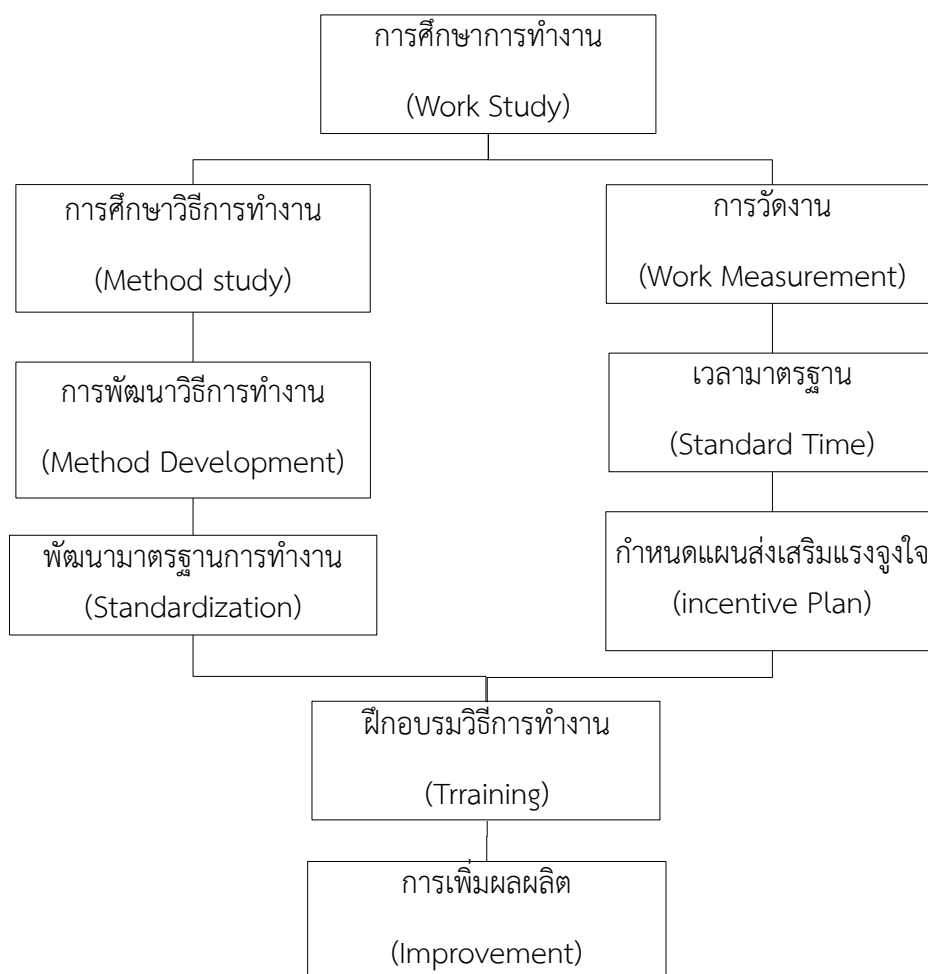 การศึกษาการทำงาน
(Work Study)
การศึกษาวิธีการทำงาน
(Method study)
การวัดงาน
(Work Measurement)
การพัฒนาวิธีการทำงาน
(Method Development)
เวลามาตรฐาน
(Standard Time)
พัฒนามาตรฐานการทำงาน
(Standardization)
กำหนดแผนส่งเสริมแรงจูงใจ
(incentive Plan)
ฝึกอบรมวิธีการทำงาน
(Trraining)
การเพิ่มผลผลิต
(Improvement)